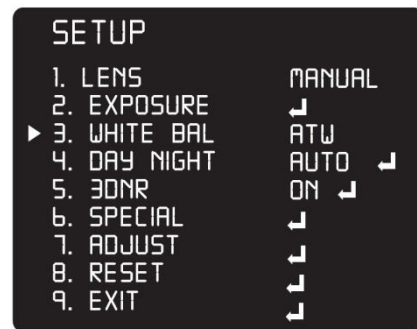 SETUP
1. LENS MANUAL
2. EXPOSURE ↵
▶ 3. WHITE BAL ATW
4. DAY NIGHT AUTO ↵
5. 3DNR ON ↵
6. SPECIAL ↵
7. ADJUST ↵
8. RESET ↵
9. EXIT ↵